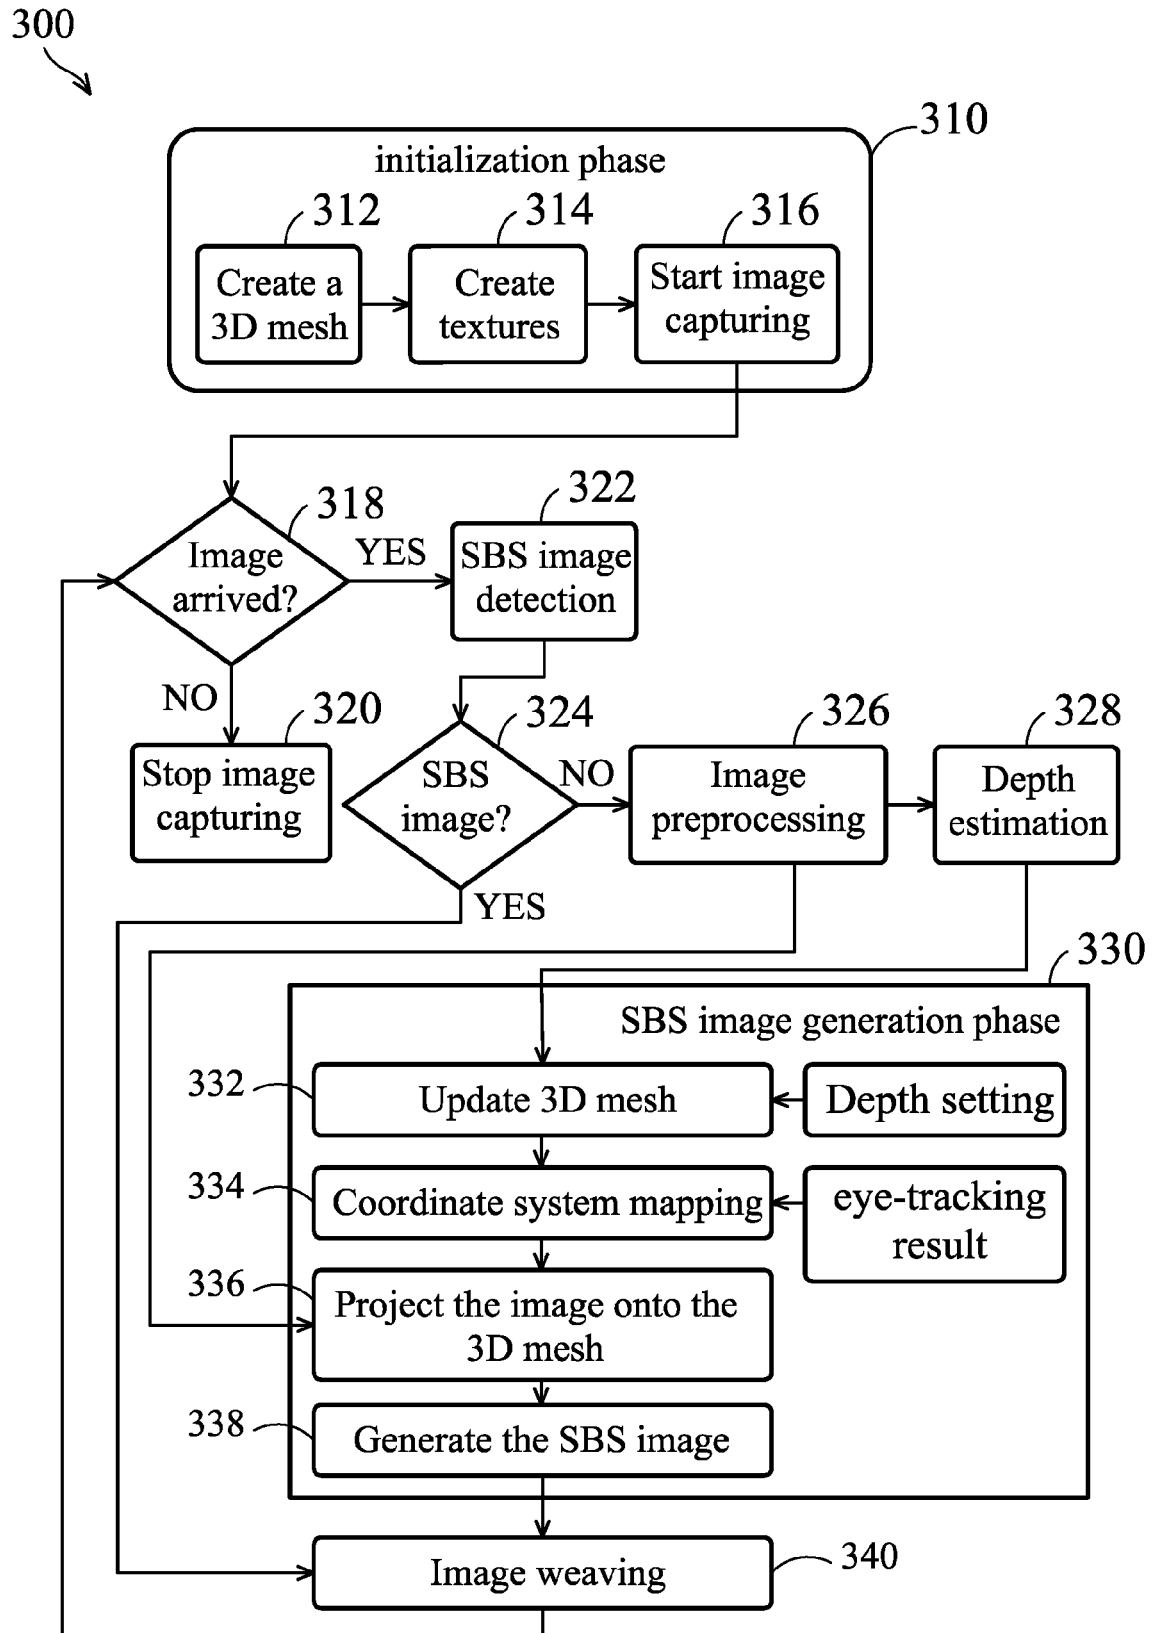 300
310
initialization phase
312
314
316
Create a
3D mesh
Create
textures
Start image
capturing
318
322
Image
arrived?
YES
SBS image
detection
NO
320
324
326
328
Stop image
capturing
SBS
image?
NO
Image
preprocessing
Depth
estimation
YES
330
SBS image generation phase
332
Update 3D mesh
Depth setting
334
Coordinate system mapping
eye-tracking
result
336
Project the image onto the
3D mesh
338
Generate the SBS image
Image weaving
340